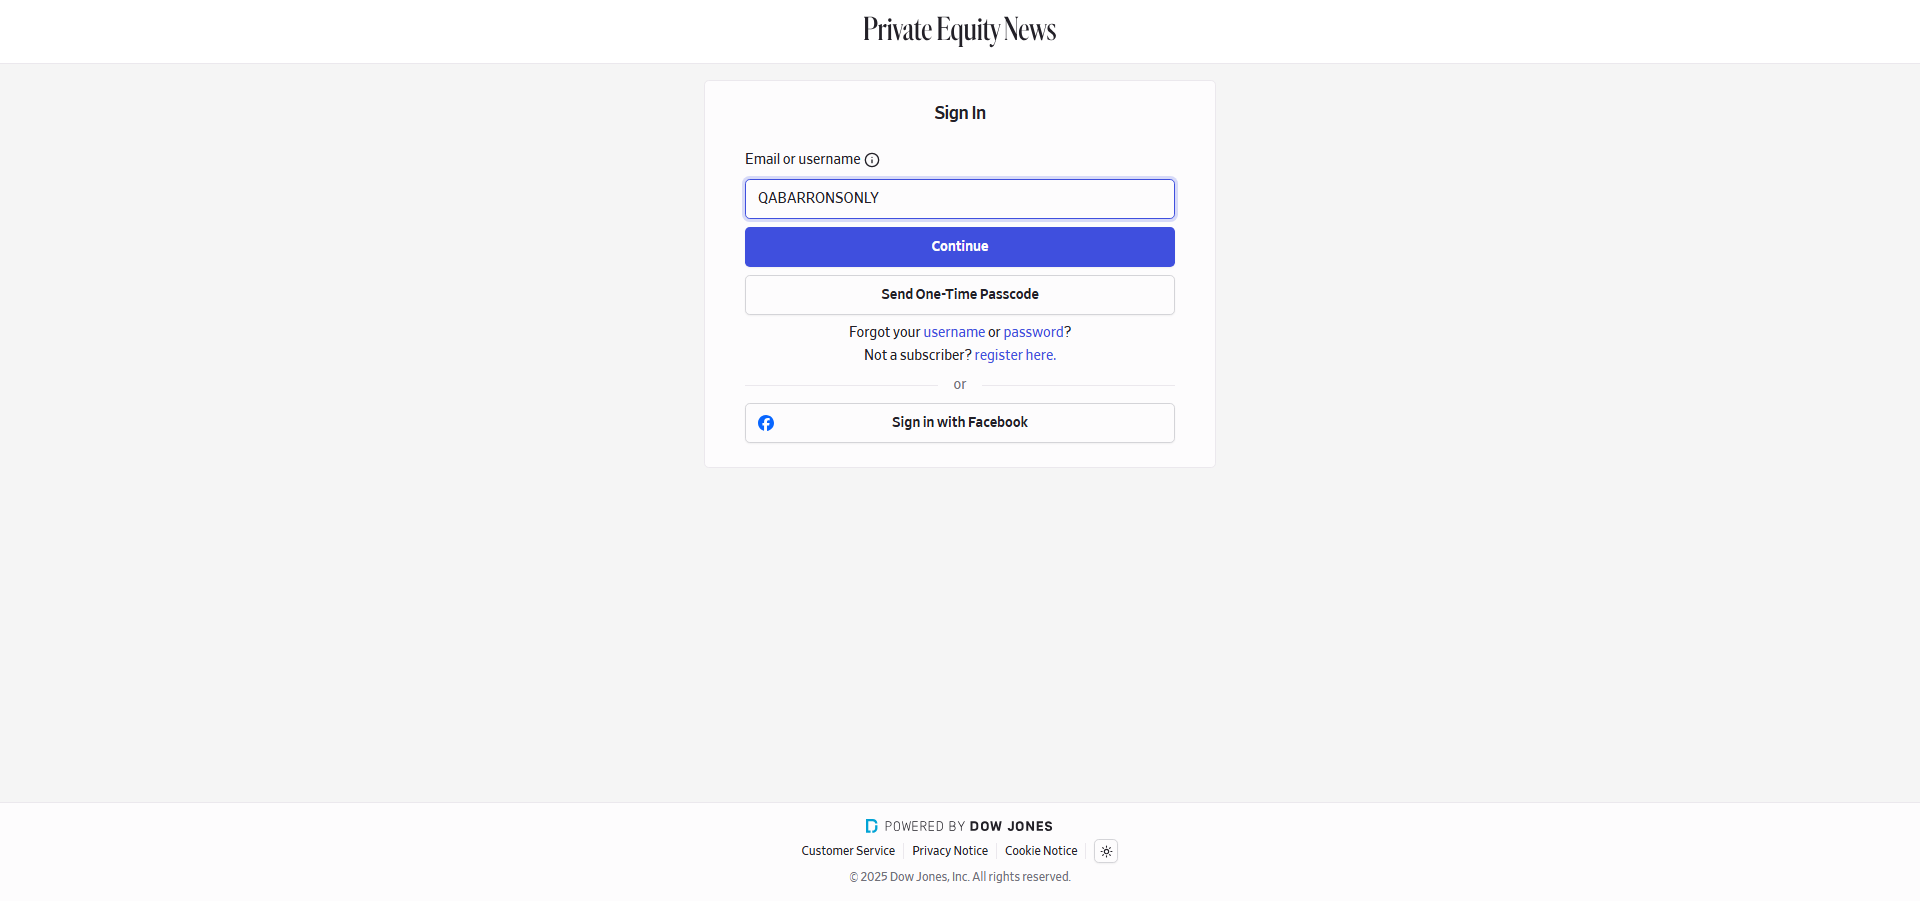 Private Equity News
Sign In
Email or username
QABARRONSONLY
Continue
Send One-Time Passcode
Forgot your username or password?
Not a subscriber? register here.
or
Sign in with Facebook
POWERED BY DOW JONES
Customer Service Privacy Notice Cookie Notice
© 2025 Dow Jones, Inc. All rights reserved.